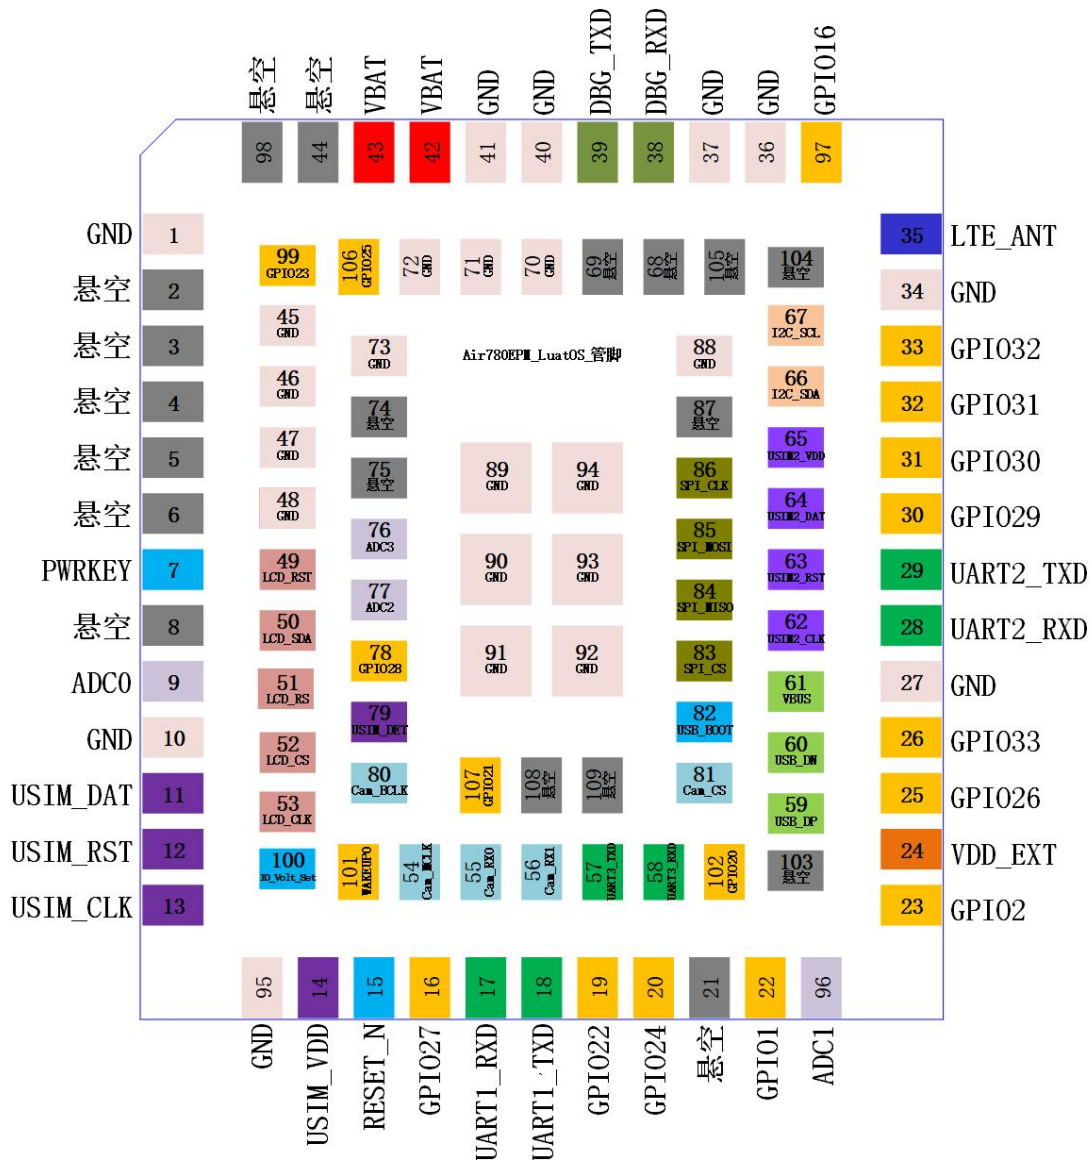 悬空
悬空
VBAT
VBAT
GND
GND
DBG_TXD
DBG_RXD
GND
GND
GPIO16
98
44
43
42
41
40
39
38
37
36
97
GND 1
悬空 2
悬空 3
悬空 4
悬空 5
悬空 6
PWRKEY 7
悬空 8
ADC0 9
GND 10
USIM_DAT 11
USIM_RST 12
USIM_CLK 13
99
GPIO23
106
GPIO25
72
GND
71
GND
70
GND
69
悬空
68
悬空
105
悬空
104
悬空
45
GND
46
GND
47
GND
48
GND
49
LCD_RST
50
LCD_SDA
51
LCD_RS
52
LCD_CS
53
LCD_CLK
100
IO_Volt_Set
73
GND
74
悬空
75
悬空
76
ADC3
77
ADC2
78
GPIO28
79
USIM_DET
80
Cam_BCLK
Air780EPM_LuatOS_管脚
89
GND
94
GND
90
GND
93
GND
91
GND
92
GND
107
GPIO21
108
悬空
109
悬空
88
GND
87
悬空
86
SPI_CLK
85
SPI_MOSI
84
SPI_MISO
83
SPI_CS
82
USB_BOOT
81
Cam_CS
67
I2C_SCL
66
I2C_SDA
65
USIM2_VDD
64
USIM2_DAT
63
USIM2_RST
62
USIM2_CLK
61
VBUS
60
USB_DN
59
USB_DP
103
悬空
101
WAKEUP0
54
Cam_MCLK
55
Cam_RX0
56
Cam_RX1
57
UART3_TXD
58
UART3_RXD
102
GPIO20
35 LTE_ANT
34 GND
33 GPIO32
32 GPIO31
31 GPIO30
30 GPIO29
29 UART2_TXD
28 UART2_RXD
27 GND
26 GPIO33
25 GPIO26
24 VDD_EXT
23 GPIO2
95
14
15
16
17
18
19
20
21
22
96
GND
USIM_VDD
RESET_N
GPIO27
UART1_RXD
UART1_TXD
GPIO22
GPIO24
悬空
GPIO1
ADC1